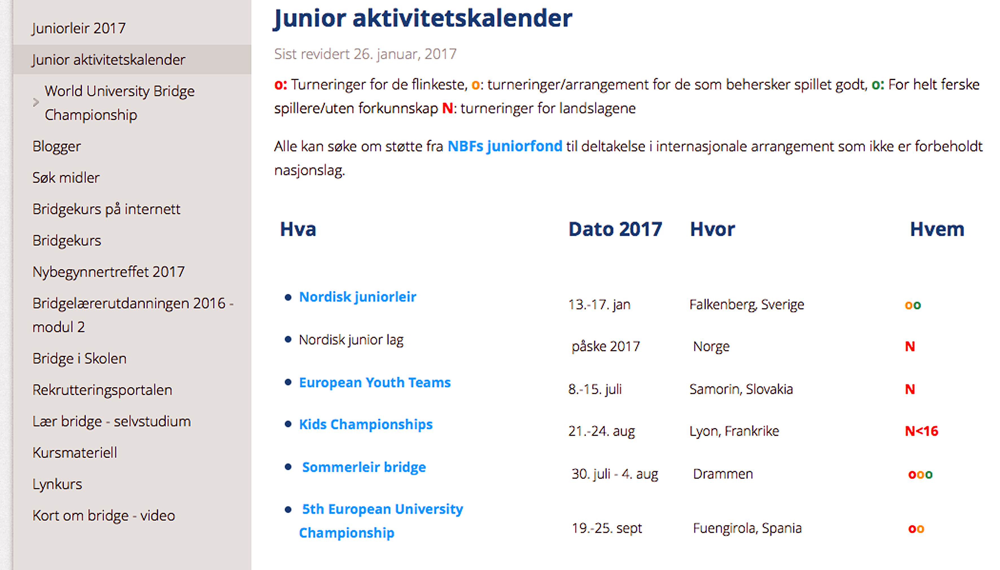 Juniorleir 2017
Junior aktivitetskalender
World University Bridge
Championship
Blogger
Søk midler
Bridgekurs på internett
Bridgekurs
Nybegynnertreffet 2017
Bridgelærerutdanningen 2016 -
modul 2
Bridge i Skolen
Rekrutteringsportalen
Lær bridge - selvstudium
Kursmateriell
Lynkurs
Kort om bridge - video
Junior aktivitetskalender
Sist revidert 26. januar, 2017
o: Turneringer for de flinkeste, o: turneringer/arrangement for de som behersker spillet godt, o: For helt ferske
spillere/uten forkunnskap N: turneringer for landslagene
Alle kan søke om støtte fra NBFs juniorfond til deltakelse i internasjonale arrangement som ikke er forbeholdt
nasjonslag.
Hva Dato 2017 Hvor Hvem
Nordisk juniorleir 13.-17. jan Falkenberg, Sverige oo
Nordisk junior lag påske 2017 Norge N
European Youth Teams 8.-15. juli Samorin, Slovakia N
Kids Championships 21.-24. aug Lyon, Frankrike N<16
Sommerleir bridge 30. juli - 4. aug Drammen ooo
5th European University
Championship 19.-25. sept Fuengirola, Spania oo